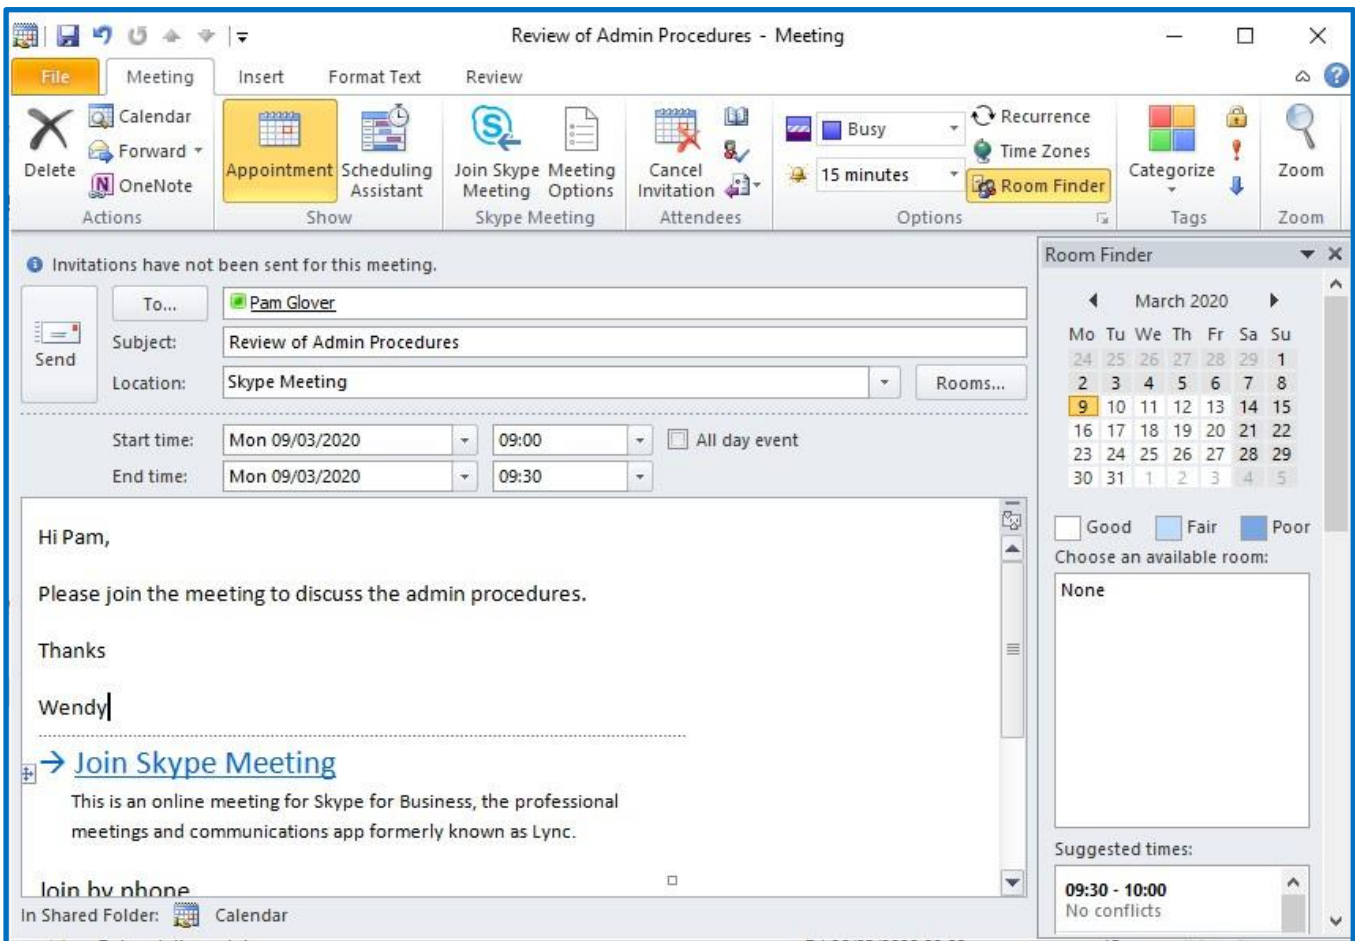 Review of Admin Procedures - Meeting
File Meeting Insert Format Text Review
Delete
Calendar
Forward
OneNote
Actions
Appointment
Scheduling Assistant
Show
Join Skype Meeting
Meeting Options
Skype Meeting
Cancel Invitation
Attendees
Busy
15 minutes
Recurrence
Time Zones
Room Finder
Options
Categorize
Tags
Zoom
Zoom
Invitations have not been sent for this meeting.
Send
To... Pam Glover
Subject: Review of Admin Procedures
Location: Skype Meeting Rooms...
Start time: Mon 09/03/2020 09:00 All day event
End time: Mon 09/03/2020 09:30
Hi Pam,
Please join the meeting to discuss the admin procedures.
Thanks
Wendy
→ Join Skype Meeting
This is an online meeting for Skype for Business, the professional
meetings and communications app formerly known as Lync.
Join by phone
In Shared Folder: Calendar
Room Finder
March 2020
Mo Tu We Th Fr Sa Su
24 25 26 27 28 29 1
2 3 4 5 6 7 8
9 10 11 12 13 14 15
16 17 18 19 20 21 22
23 24 25 26 27 28 29
30 31 1 2 3 4 5
Good Fair Poor
Choose an available room:
None
Suggested times:
09:30 - 10:00
No conflicts